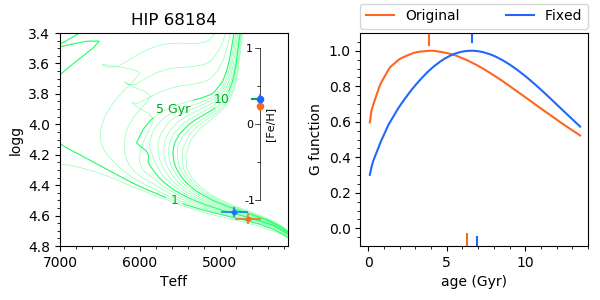 HIP 68184
Original
Fixed
3.4
3.6
3.8
4.0
4.2
4.4
4.6
4.8
logg
7000
6000
5000
Teff
5 Gyr
10
1
1
0
-1
[Fe/H]
1.0
0.8
0.6
0.4
0.2
0.0
G function
0
5
10
age (Gyr)